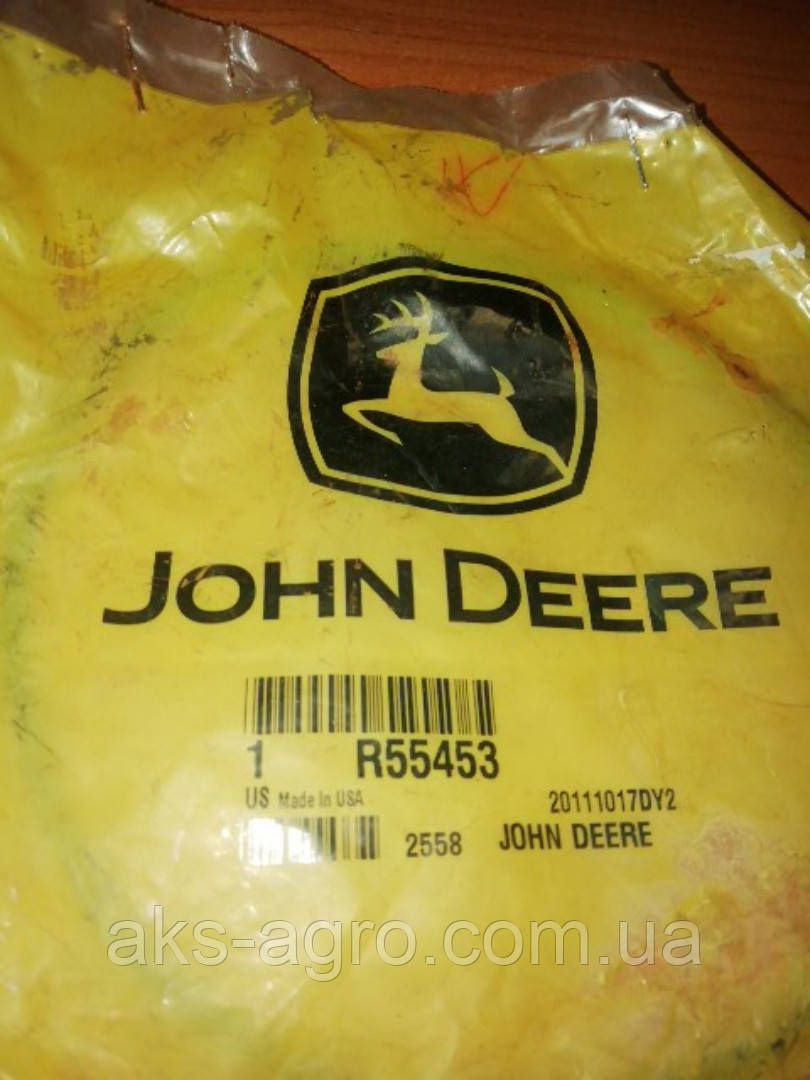 JOHN DEERE
1 R55453
US Made In USA 20111017DY2
2558 JOHN DEERE
aks-agro.com.ua